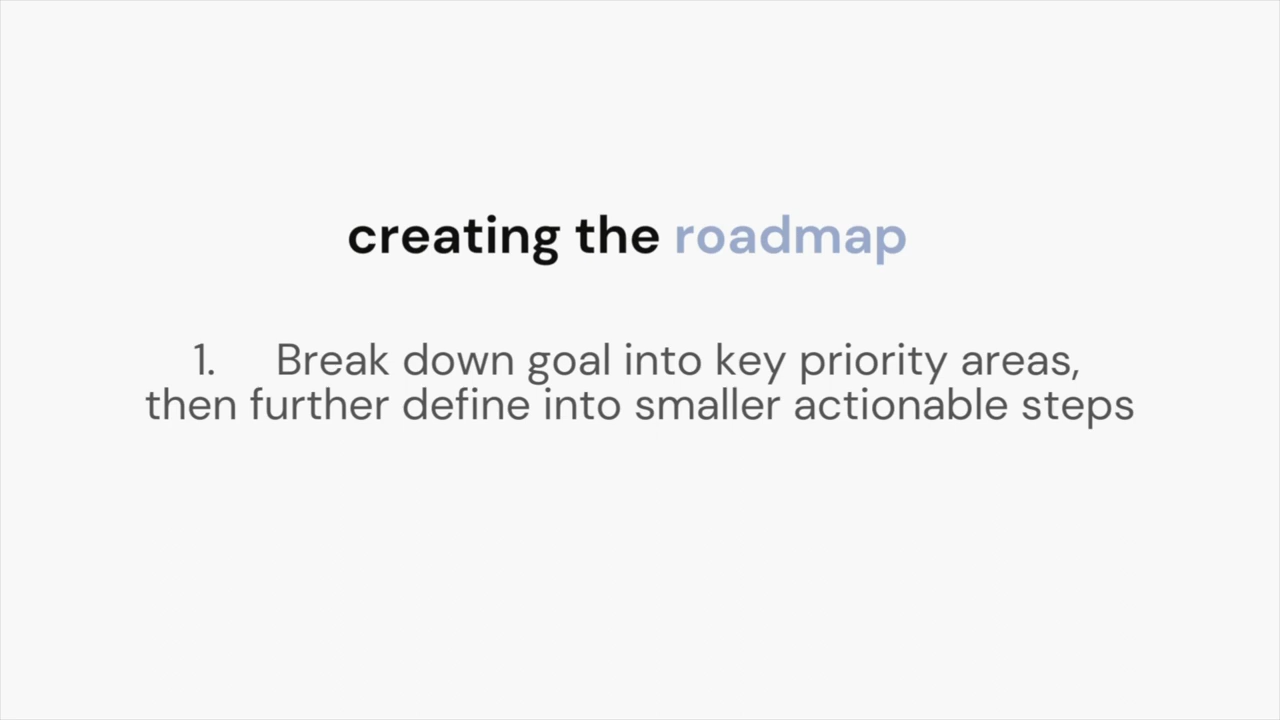 creating the roadmap
1. Break down goal into key priority areas,
then further define into smaller actionable steps